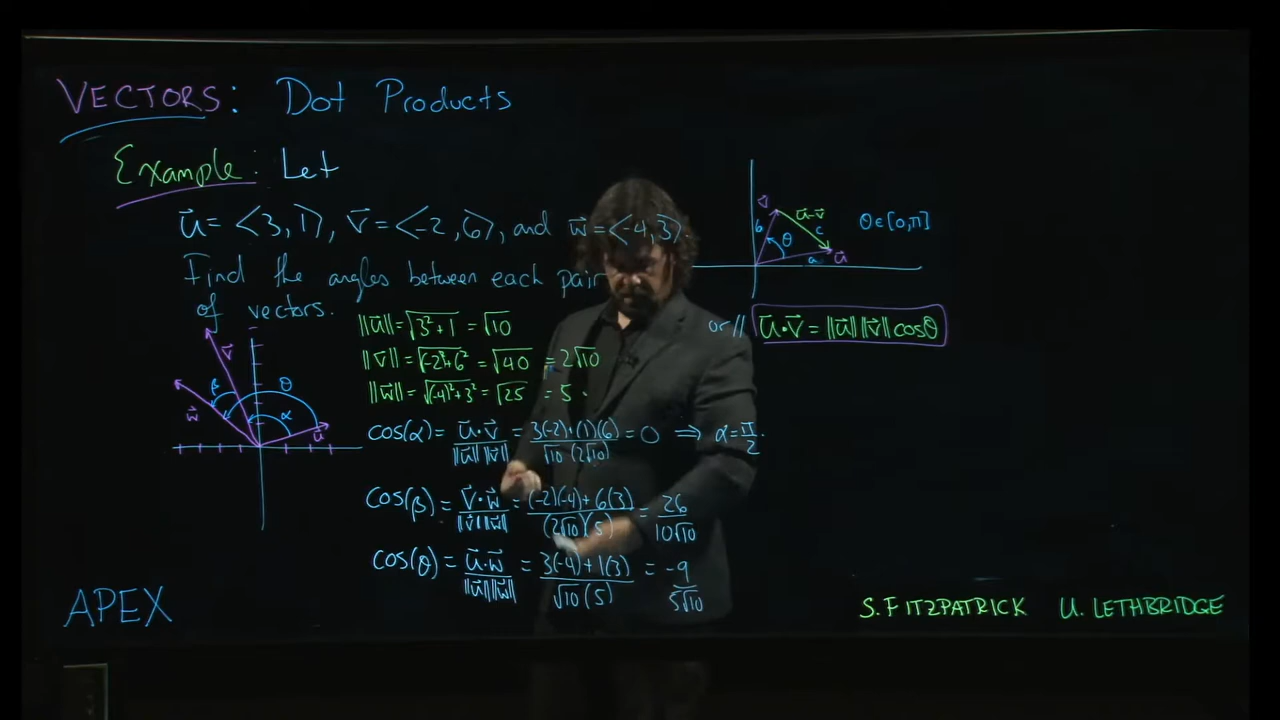 VECTORS: Dot Products
Example: Let
u⃗ = <3,1>, v⃗ = <-2,6>, and w⃗ = <-4,3>.
Find the angles between each pair
of vectors.
‖u⃗‖ = √3²+1 = √10
‖v⃗‖ = √(-2)²+6² = √40 = 2√10
‖w⃗‖ = √(-4)²+3² = √25 = 5.
cos(α) = u⃗·v⃗/‖u⃗‖‖v⃗‖ = 3(-2)+(1)(6)/√10 (2√10) = 0 ⇒ α = π/2.
cos(β) = v⃗·w⃗/‖v⃗‖‖w⃗‖ = (-2)(-4)+6(3)/(2√10)(5) = 26/10√10
cos(θ) = u⃗·w⃗/‖u⃗‖‖w⃗‖ = 3(-4)+1(3)/√10 (5) = -9/5√10
v⃗
β
θ
w⃗
α
u⃗
v⃗
u⃗-v⃗
b
c
θ
a
u⃗
θ∈[0,π]
or// u⃗·v⃗ = ‖u⃗‖‖v⃗‖cosθ
APEX
S. FITZPATRICK U. LETHBRIDGE